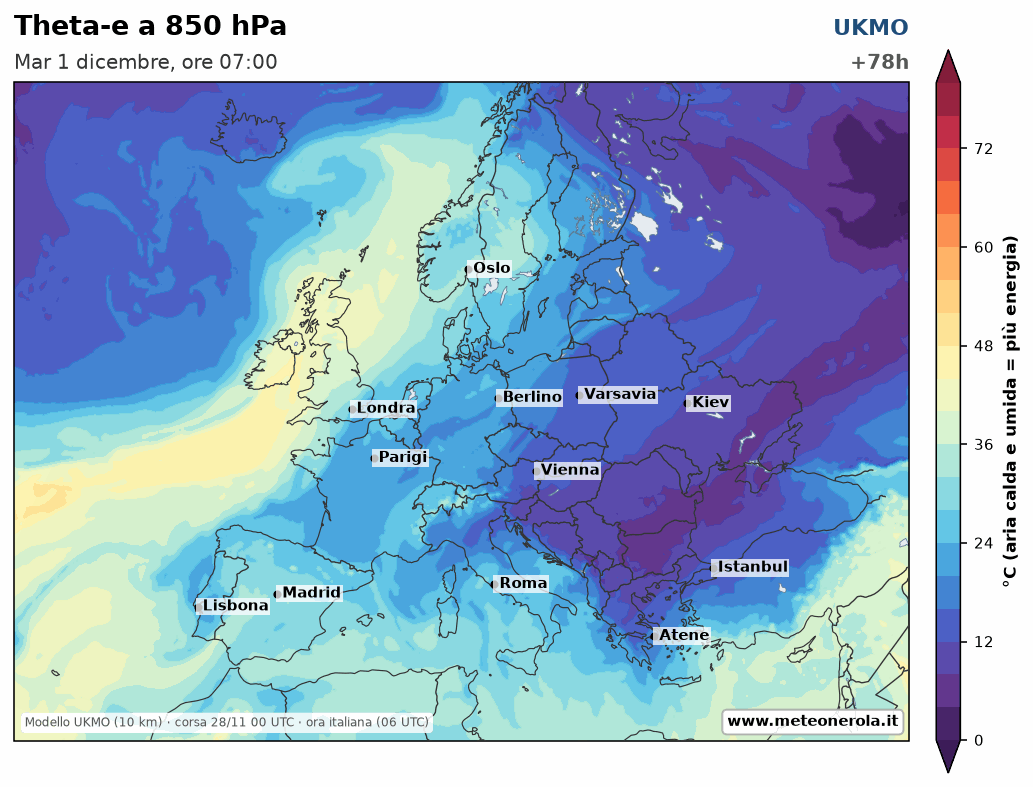 Theta-e a 850 hPa
UKMO
Mar 1 dicembre, ore 07:00
+78h
72
60
48
36
24
12
0
°C (aria calda e umida = più energia)
Oslo
Londra
Berlino
Varsavia
Kiev
Parigi
Vienna
Istanbul
Roma
Madrid
Lisbona
Atene
Modello UKMO (10 km) · corsa 28/11 00 UTC · ora italiana (06 UTC)
www.meteonerola.it